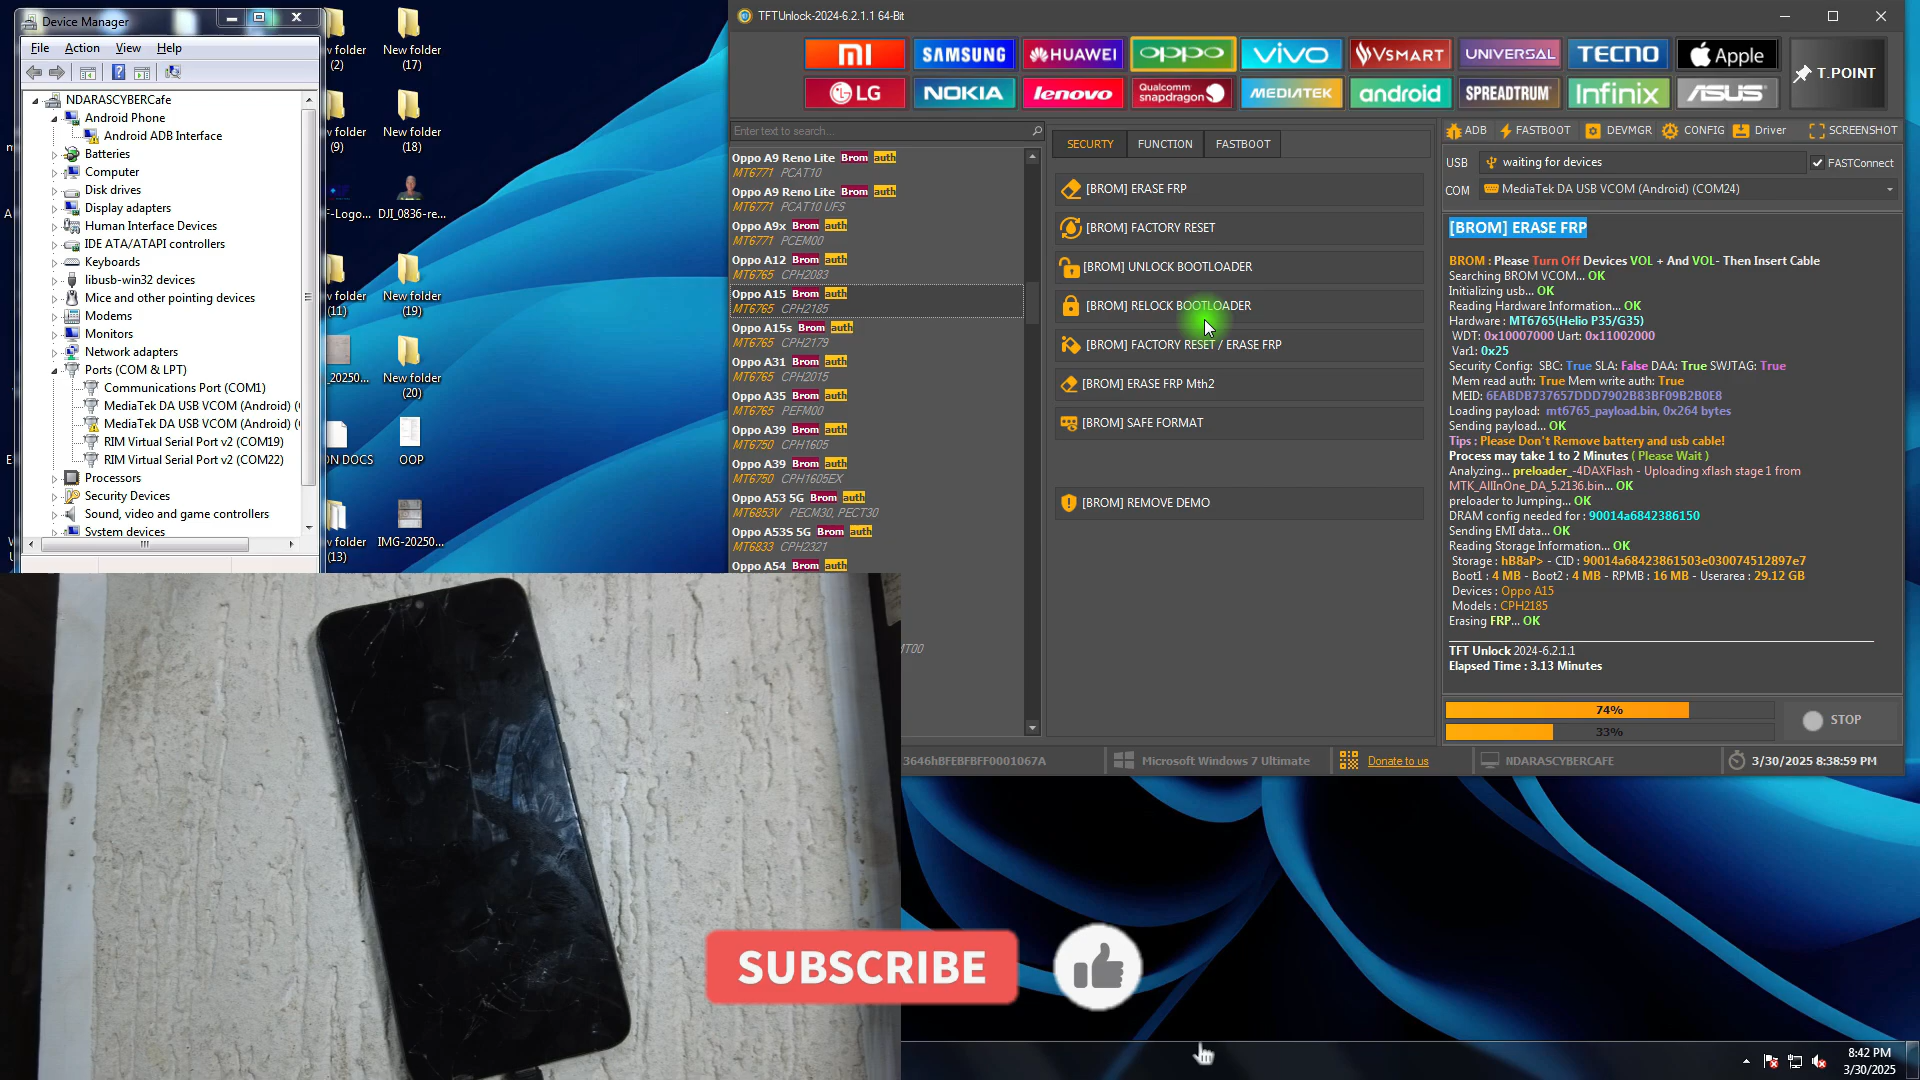 Device Manager
File Action View Help
NDARASCYBERCafe
Android Phone
Android ADB Interface
Batteries
Computer
Disk drives
Display adapters
Human Interface Devices
IDE ATA/ATAPI controllers
Keyboards
libusb-win32 devices
Mice and other pointing devices
Modems
Monitors
Network adapters
Ports (COM & LPT)
Communications Port (COM1)
MediaTek DA USB VCOM (Android) (
MediaTek DA USB VCOM (Android) (
RIM Virtual Serial Port v2 (COM19)
RIM Virtual Serial Port v2 (COM22)
Processors
Security Devices
Sound, video and game controllers
System devices
New folder
(17)
New folder
(18)
DJI_0836-re...
New folder
(19)
New folder
(20)
OOP
IMG-20250...
w folder
(2)
w folder
(9)
F-Logo...
w folder
(11)
_20250...
ON DOCS
w folder
(13)
TFTUnlock-2024-6.2.1.1 64-Bit
MI SAMSUNG HUAWEI oppo vivo VSMART UNIVERSAL TECNO Apple T.POINT
LG NOKIA lenovo Qualcomm snapdragon MEDIATEK android SPREADTRUM Infinix ASUS
Enter text to search...
Oppo A9 Reno Lite Brom auth
MT6771 PCAT10
Oppo A9 Reno Lite Brom auth
MT6771 PCAT10 UFS
Oppo A9x Brom auth
MT6771 PCEM00
Oppo A12 Brom auth
MT6765 CPH2083
Oppo A15 Brom auth
MT6765 CPH2185
Oppo A15s Brom auth
MT6765 CPH2179
Oppo A31 Brom auth
MT6765 CPH2015
Oppo A35 Brom auth
MT6765 PEFM00
Oppo A39 Brom auth
MT6750 CPH1605
Oppo A39 Brom auth
MT6750 CPH1605EX
Oppo A53 5G Brom auth
MT6853V PECM30, PECT30
Oppo A53S 5G Brom auth
MT6833 CPH2321
Oppo A54 Brom auth
MT00
SECURTY FUNCTION FASTBOOT
[BROM] ERASE FRP
[BROM] FACTORY RESET
[BROM] UNLOCK BOOTLOADER
[BROM] RELOCK BOOTLOADER
[BROM] FACTORY RESET / ERASE FRP
[BROM] ERASE FRP Mth2
[BROM] SAFE FORMAT
[BROM] REMOVE DEMO
ADB FASTBOOT DEVMGR CONFIG Driver SCREENSHOT
USB waiting for devices FASTConnect
COM MediaTek DA USB VCOM (Android) (COM24)
[BROM] ERASE FRP
BROM : Please Turn Off Devices VOL + And VOL- Then Insert Cable
Searching BROM VCOM... OK
Initializing usb... OK
Reading Hardware Information... OK
Hardware : MT6765(Helio P35/G35)
WDT: 0x10007000 Uart: 0x11002000
Var1: 0x25
Security Config: SBC: True SLA: False DAA: True SWJTAG: True
Mem read auth: True Mem write auth: True
MEID: 6EABDB737657DDD7902B83BF09B2B0E8
Loading payload: mt6765_payload.bin, 0x264 bytes
Sending payload... OK
Tips : Please Don't Remove battery and usb cable!
Process may take 1 to 2 Minutes ( Please Wait )
Analyzing... preloader_-4DAXFlash - Uploading xflash stage 1 from
MTK_AllInOne_DA_5.2136.bin... OK
preloader to Jumping... OK
DRAM config needed for : 90014a6842386150
Sending EMI data... OK
Reading Storage Information... OK
Storage : hB8aP> - CID : 90014a68423861503e030074512897e7
Boot1 : 4 MB - Boot2 : 4 MB - RPMB : 16 MB - Userarea : 29.12 GB
Devices : Oppo A15
Models : CPH2185
Erasing FRP... OK
TFT Unlock 2024-6.2.1.1
Elapsed Time : 3.13 Minutes
74%
33%
STOP
3646hBFEBFBFF0001067A Microsoft Windows 7 Ultimate Donate to us NDARASCYBERCAFE 3/30/2025 8:38:59 PM
SUBSCRIBE
8:42 PM
3/30/2025